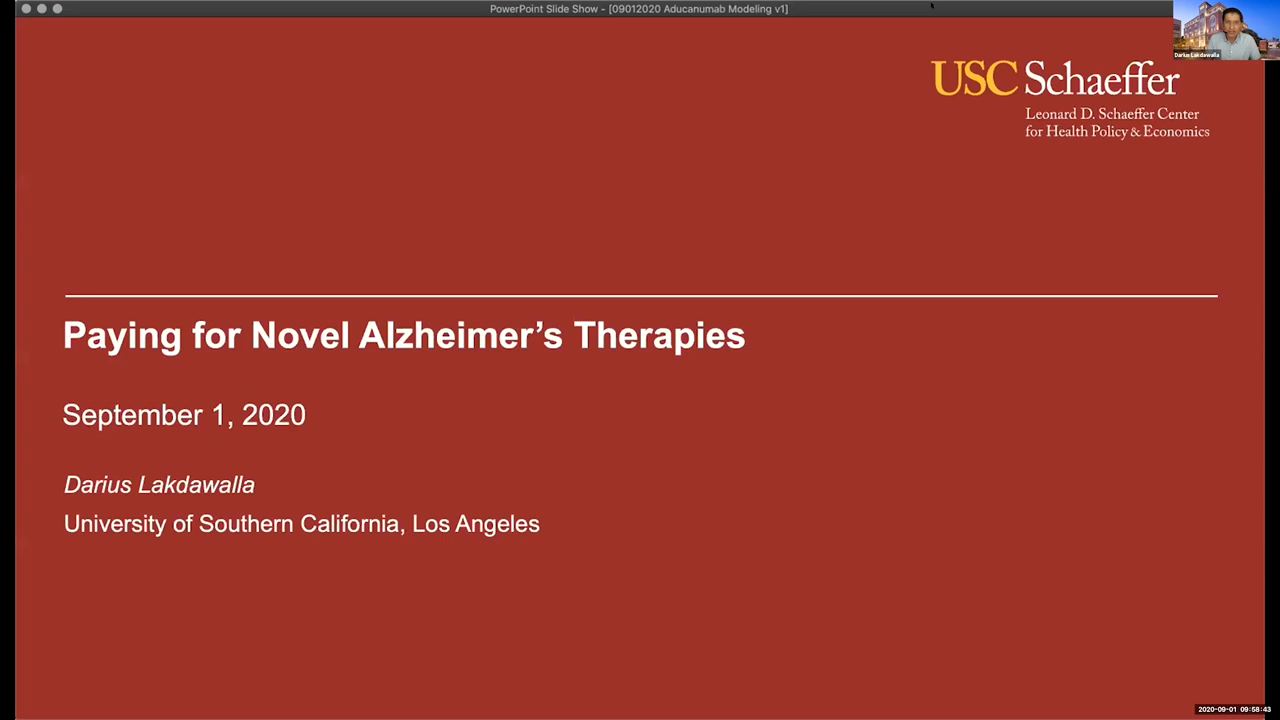 PowerPoint Slide Show - [09012020 Aducanumab Modeling v1]
Darius Lakdawalla
USC Schaeffer
Leonard D. Schaeffer Center
for Health Policy & Economics
Paying for Novel Alzheimer’s Therapies
September 1, 2020
Darius Lakdawalla
University of Southern California, Los Angeles
2020-09-01 09:58:43